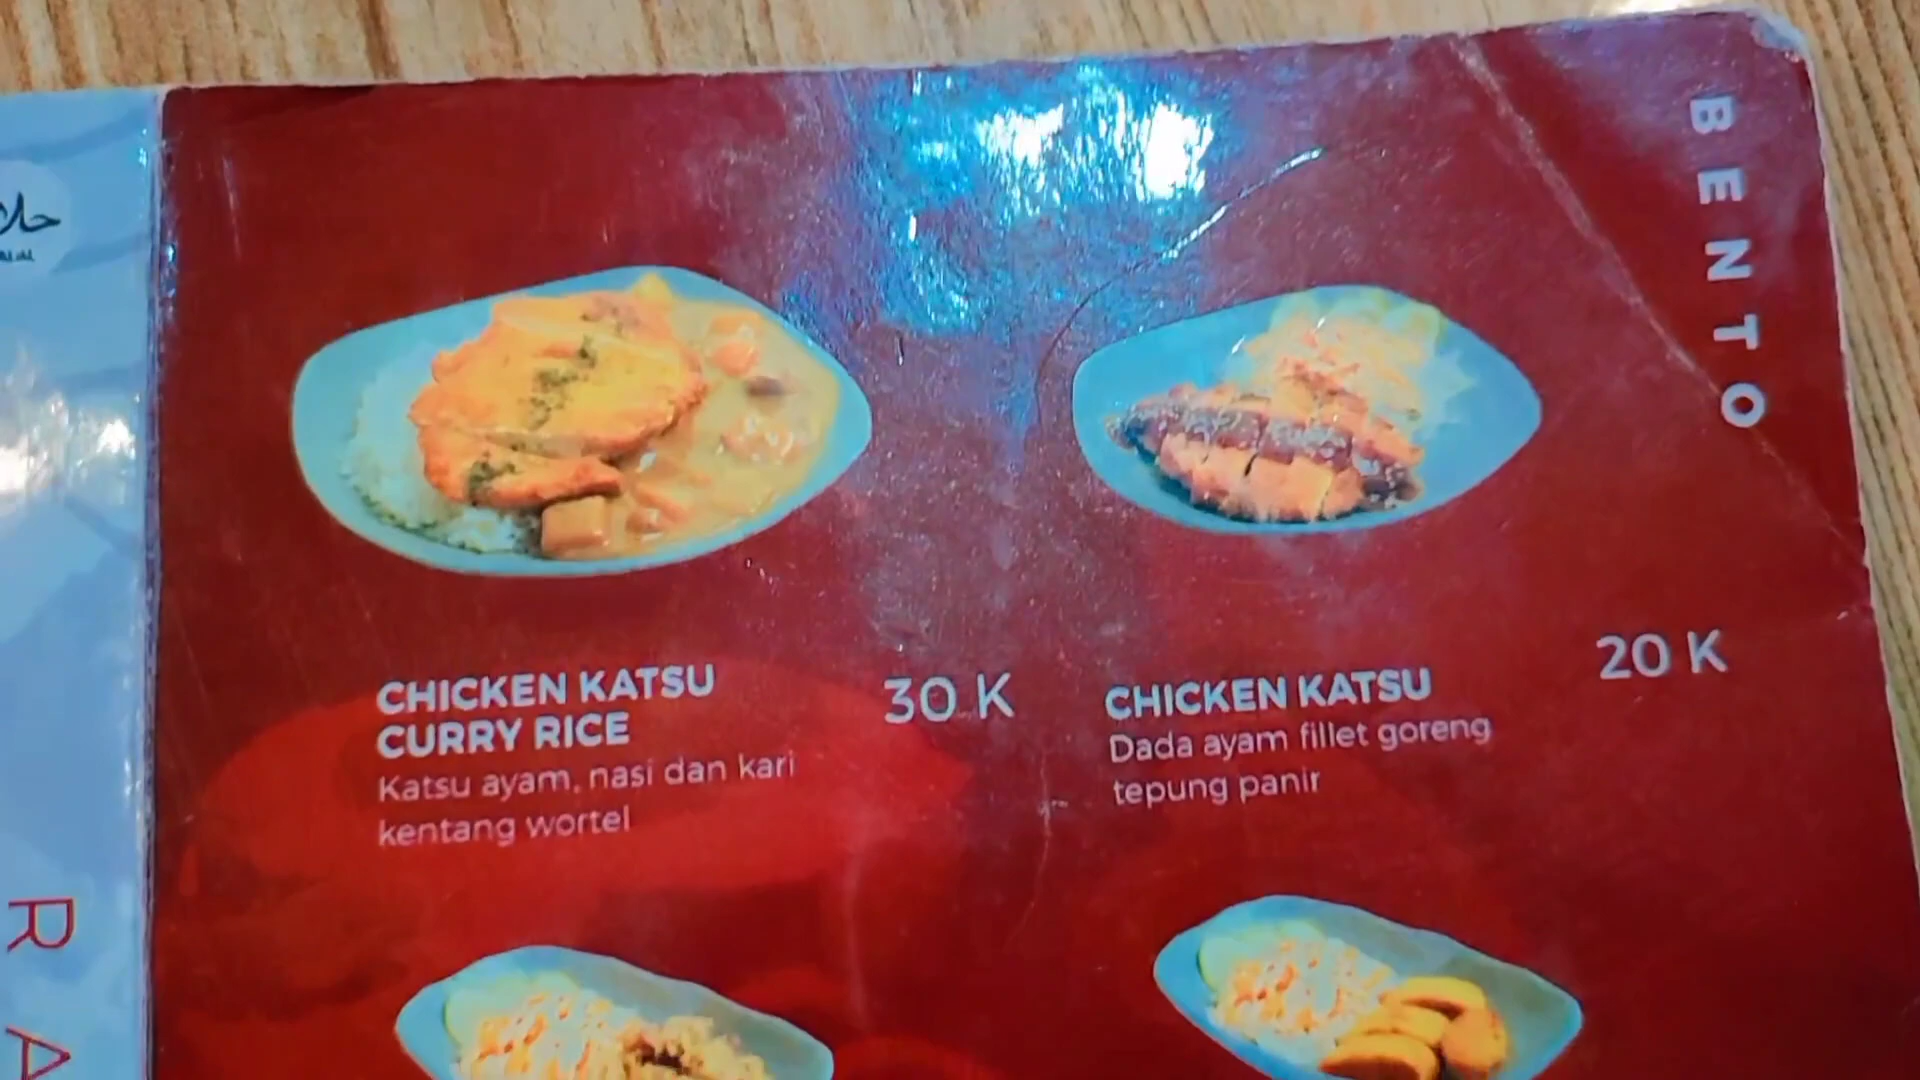 BENTO
CHICKEN KATSU
CURRY RICE
30 K
Katsu ayam, nasi dan kari
kentang wortel
CHICKEN KATSU
20 K
Dada ayam fillet goreng
tepung panir
R A